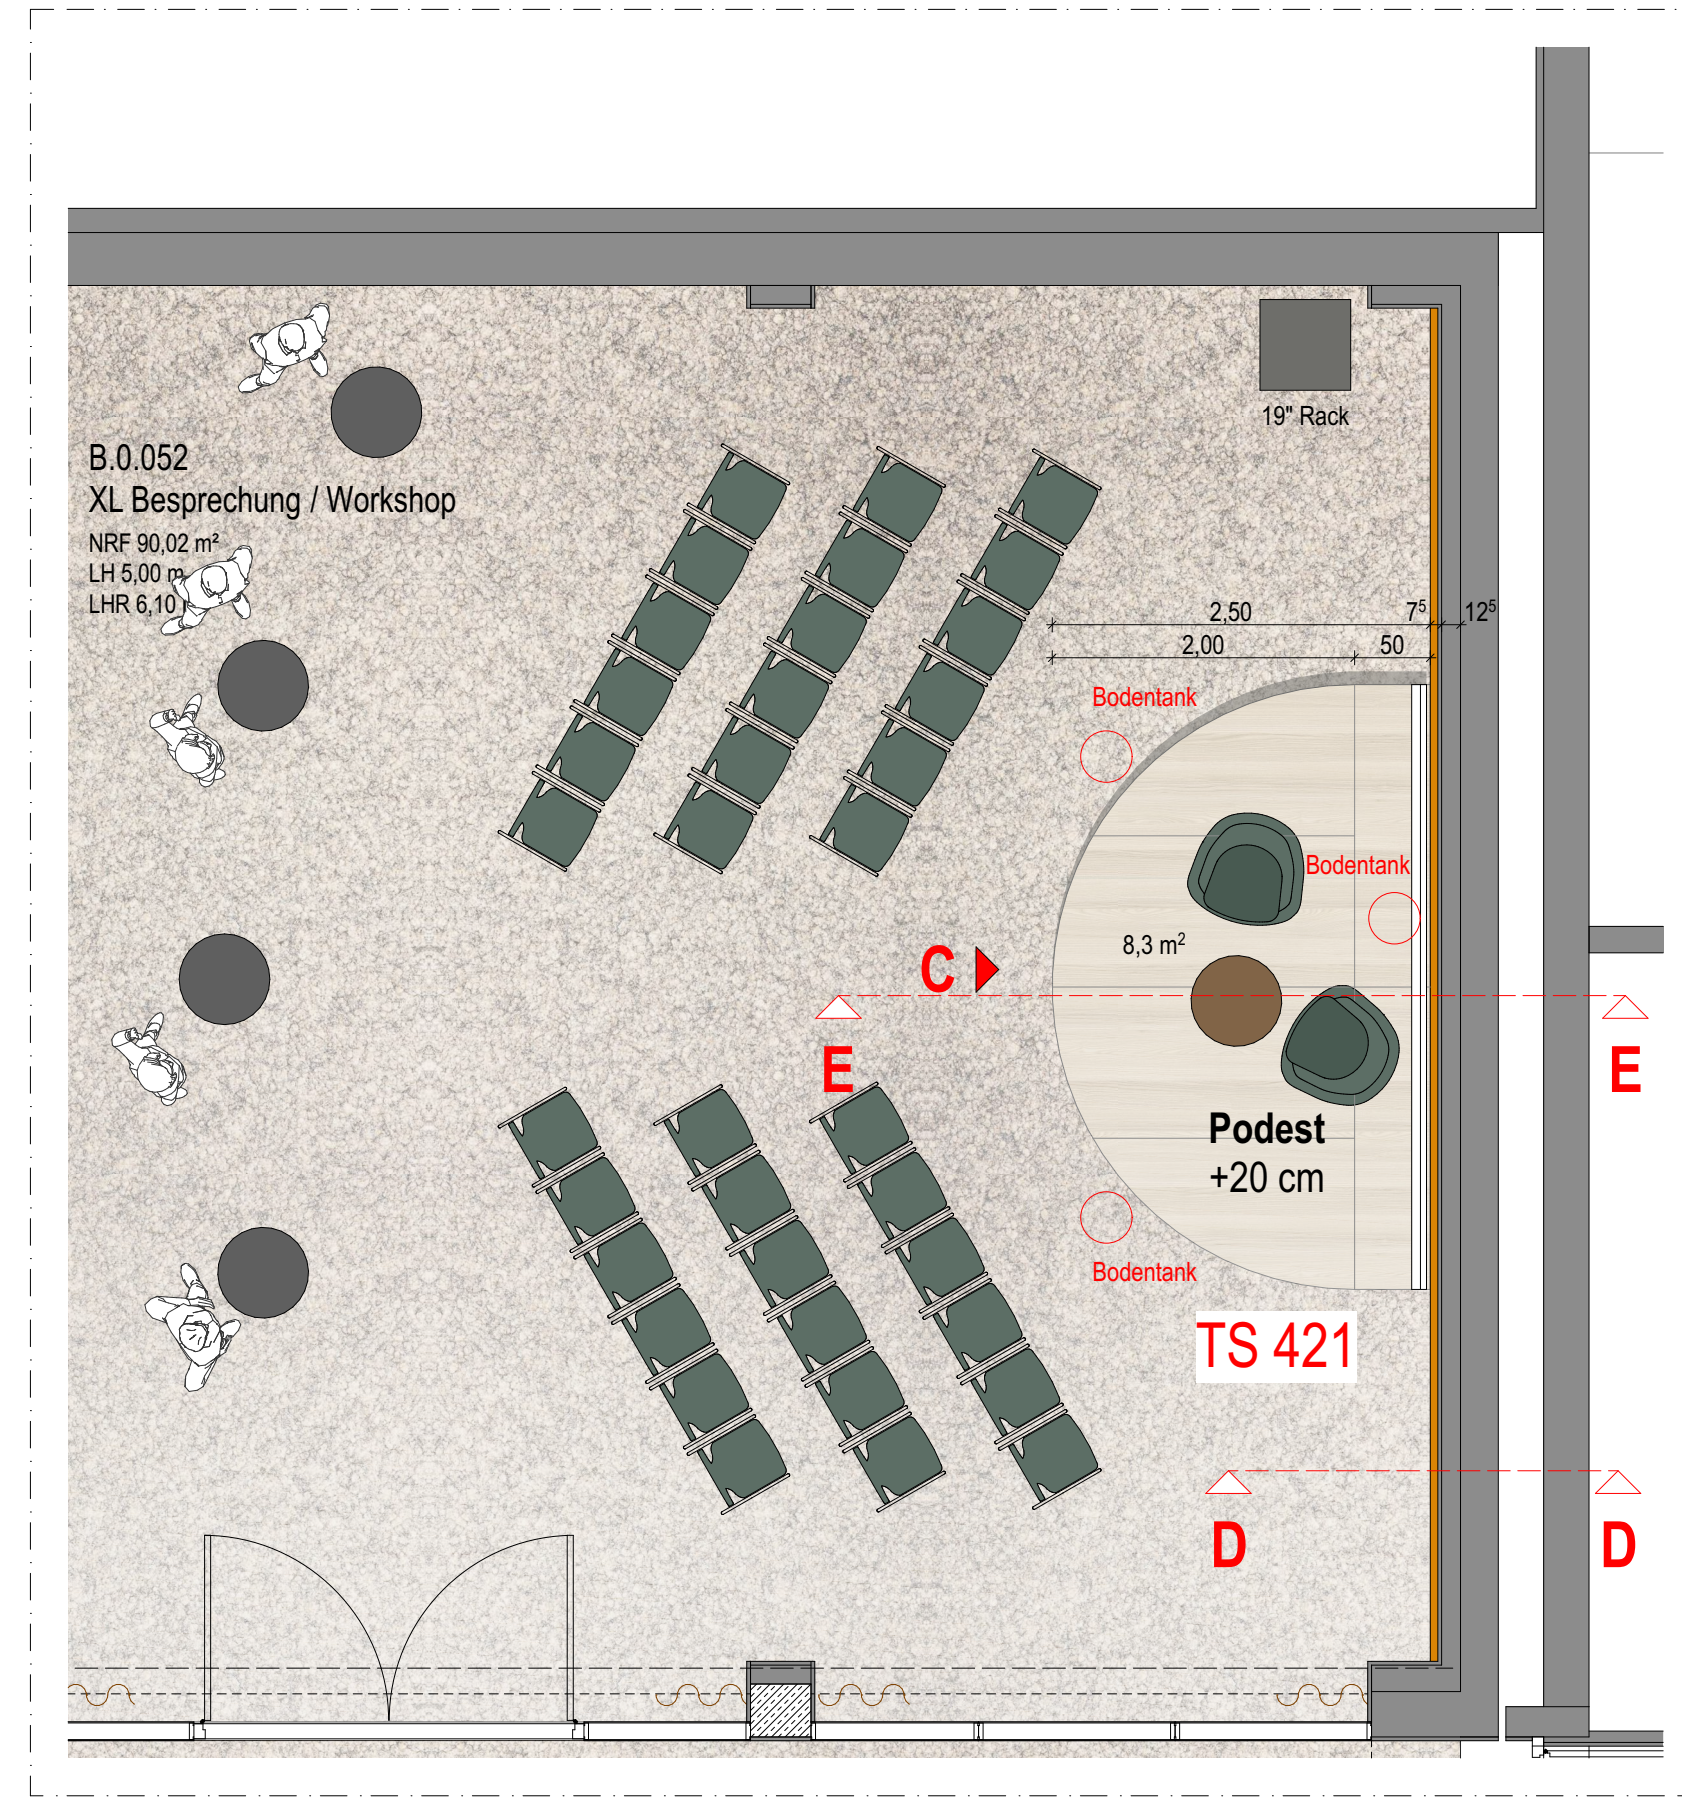 19" Rack
B.0.052
XL Besprechung / Workshop
NRF 90,02 m²
LH 5,00 m
LHR 6,10
2,50
7⁵
12⁵
2,00
50
Bodentank
Bodentank
8,3 m²
C
E
E
Podest
+20 cm
Bodentank
TS 421
D
D